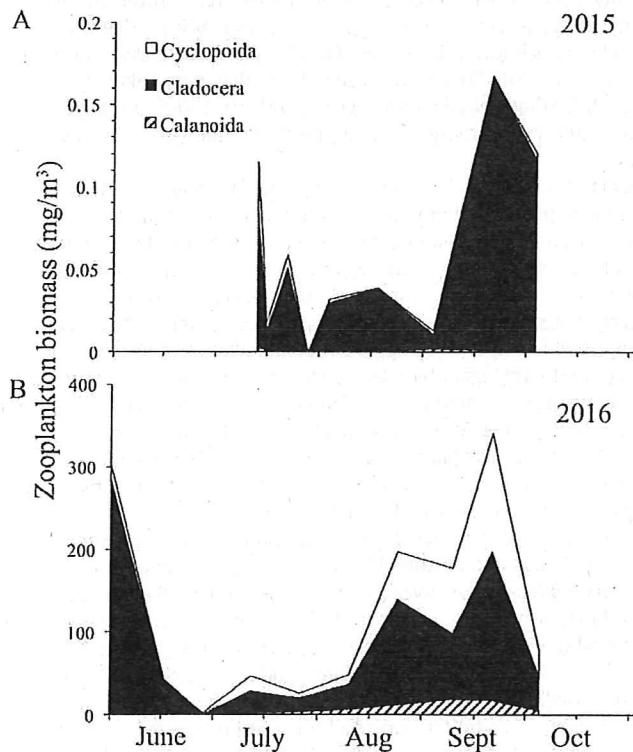 A
2015
0.2
Cyclopoida
Cladocera
Calanoida
0.15
0.1
0.05
0
Zooplankton biomass (mg/m³)
B
2016
400
300
200
100
0
June July Aug Sept Oct